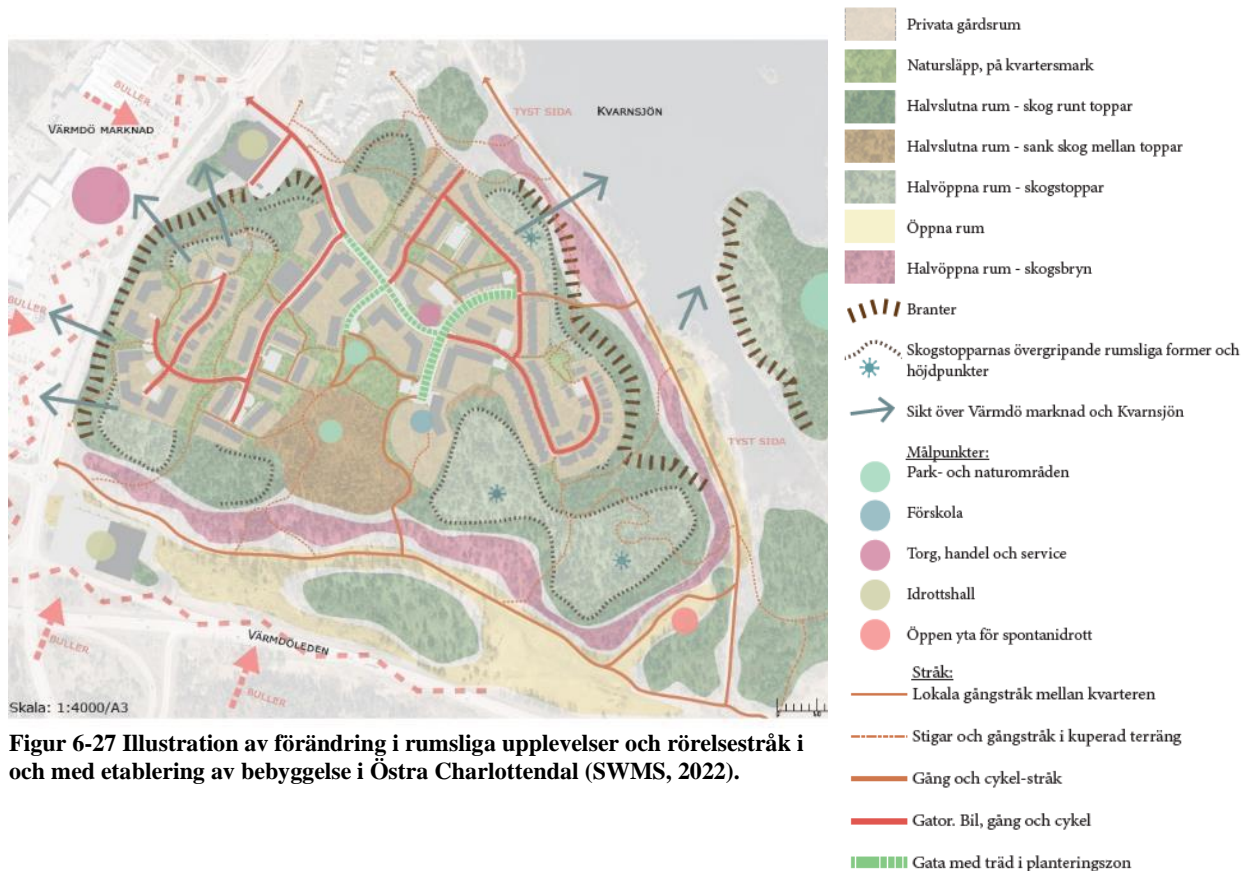 BULLER
VÄRMDÖ MARKNAD
TYST SIDA
KVARNSJÖN
BULLER
TYST SIDA
BULLER
VÄRMDÖLEDEN
BULLER
Skala: 1:4000/A3
Privata gårdsrum
Natursläpp, på kvartersmark
Halvslutna rum - skog runt toppar
Halvslutna rum - sank skog mellan toppar
Halvöppna rum - skogstoppar
Öppna rum
Halvöppna rum - skogsbryn
Branter
Skogstopparnas övergripande rumsliga former och
höjdpunkter
Sikt över Värmdö marknad och Kvarnsjön
Målpunkter:
Park- och naturområden
Förskola
Torg, handel och service
Idrottshall
Öppen yta för spontanidrott
Stråk:
Lokala gångstråk mellan kvarteren
Stigar och gångstråk i kuperad terräng
Gång och cykel-stråk
Gator. Bil, gång och cykel
Gata med träd i planteringszon
Figur 6-27 Illustration av förändring i rumsliga upplevelser och rörelsestråk i
och med etablering av bebyggelse i Östra Charlottendal (SWMS, 2022).